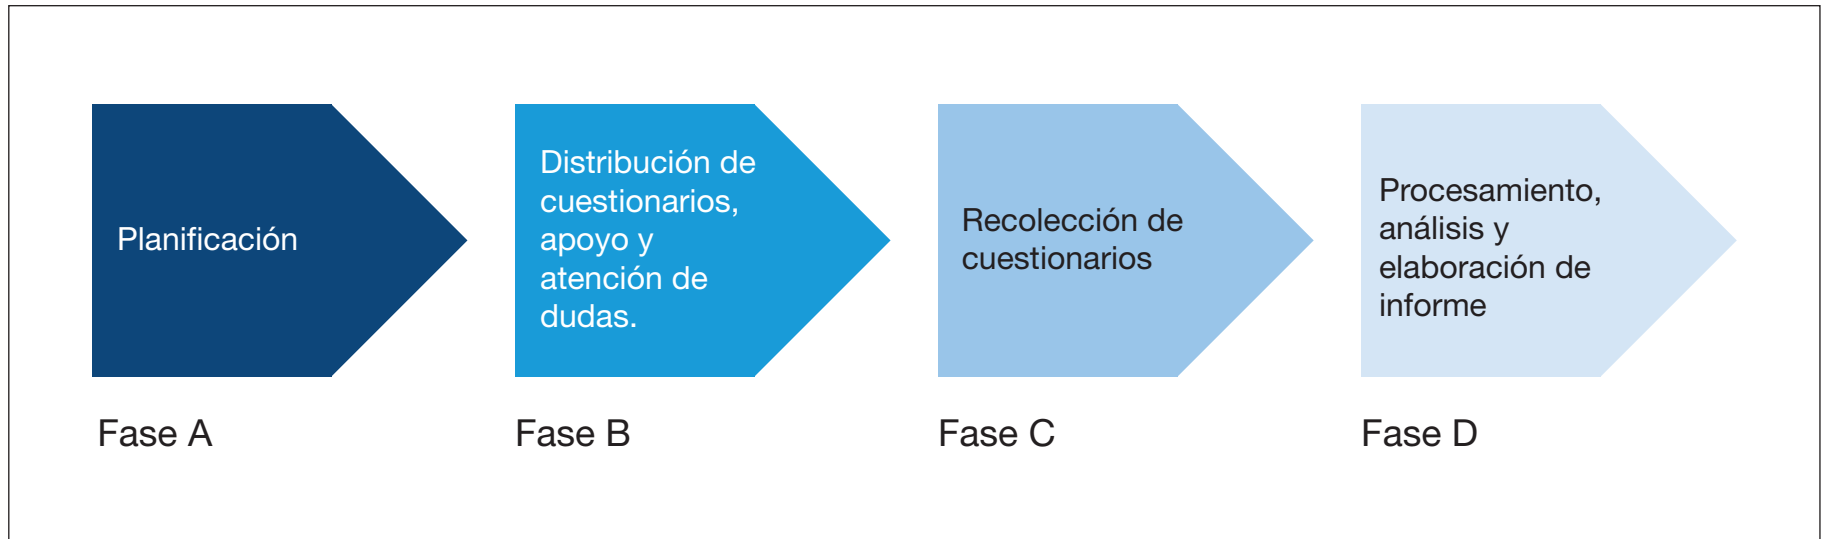 Planificación
Distribución de
cuestionarios,
apoyo y
atención de
dudas.
Recolección de
cuestionarios
Procesamiento,
análisis y
elaboración de
informe
Fase A
Fase B
Fase C
Fase D